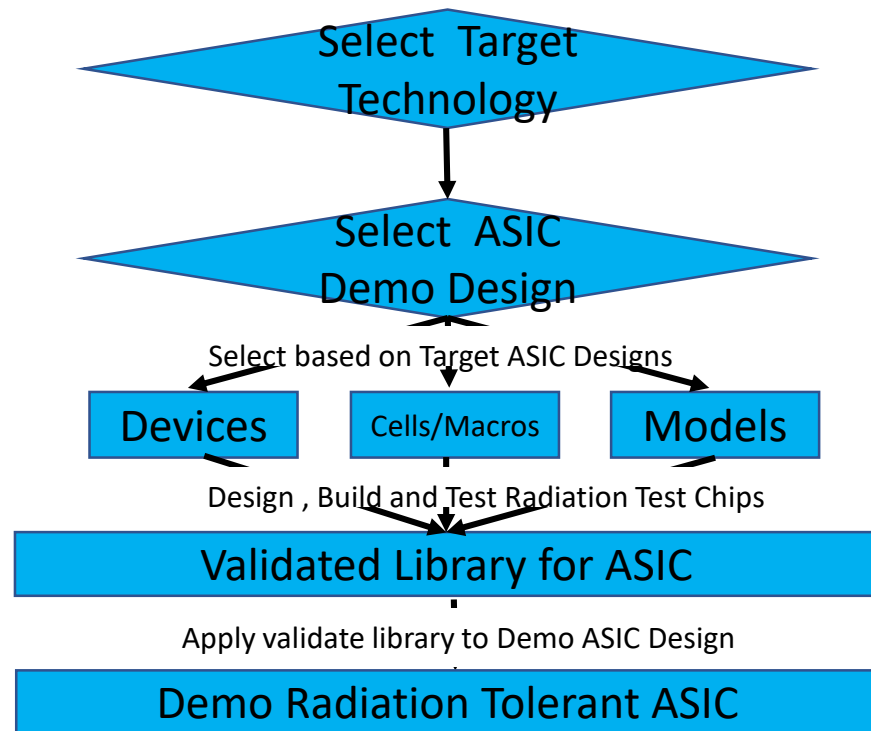 Select Target
Technology
Select ASIC
Demo Design
Select based on Target ASIC Designs
Devices
Cells/Macros
Models
Design , Build and Test Radiation Test Chips
Validated Library for ASIC
Apply validate library to Demo ASIC Design
Demo Radiation Tolerant ASIC